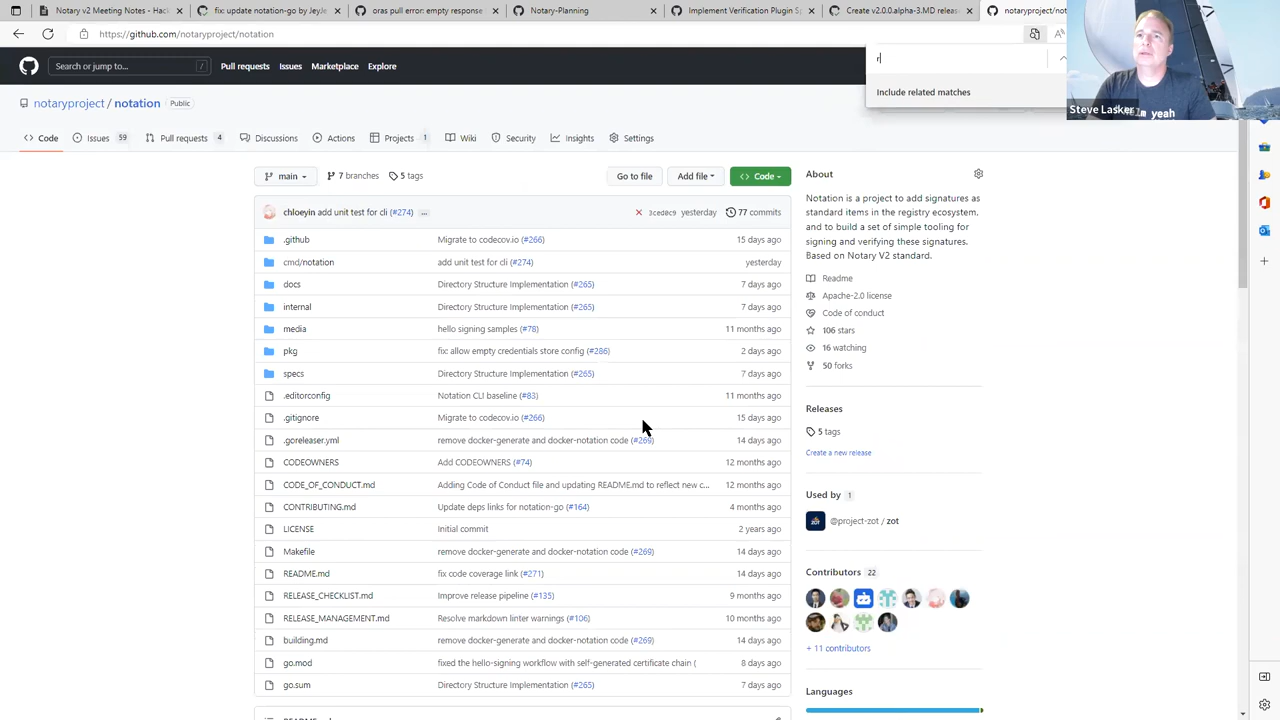 Notary v2 Meeting Notes - Hack
fix update notation-go by JeyJe
oras pull error: empty response
Notary-Planning
Implement Verification Plugin S
Create v2.0.0.alpha-3.MD releas
notaryproject/nota
https://github.com/notaryproject/notation
r
Include related matches
Steve Lasker
I'm yeah
Search or jump to...
/
Pull requests
Issues
Marketplace
Explore
notaryproject / notation
Public
Code
Issues 59
Pull requests 4
Discussions
Actions
Projects 1
Wiki
Security
Insights
Settings
main
7 branches
5 tags
Go to file
Add file
Code
chloeyin add unit test for cli (#274) ...
3ced8c9 yesterday
77 commits
.github Migrate to codecov.io (#266) 15 days ago
cmd/notation add unit test for cli (#274) yesterday
docs Directory Structure Implementation (#265) 7 days ago
internal Directory Structure Implementation (#265) 7 days ago
media hello signing samples (#78) 11 months ago
pkg fix: allow empty credentials store config (#286) 2 days ago
specs Directory Structure Implementation (#265) 7 days ago
.editorconfig Notation CLI baseline (#83) 11 months ago
.gitignore Migrate to codecov.io (#266) 15 days ago
.goreleaser.yml remove docker-generate and docker-notation code (#269) 14 days ago
CODEOWNERS Add CODEOWNERS (#74) 12 months ago
CODE_OF_CONDUCT.md Adding Code of Conduct file and updating README.md to reflect new c... 12 months ago
CONTRIBUTING.md Update deps links for notation-go (#164) 4 months ago
LICENSE Initial commit 2 years ago
Makefile remove docker-generate and docker-notation code (#269) 14 days ago
README.md fix code coverage link (#271) 14 days ago
RELEASE_CHECKLIST.md Improve release pipeline (#135) 9 months ago
RELEASE_MANAGEMENT.md Resolve markdown linter warnings (#106) 10 months ago
building.md remove docker-generate and docker-notation code (#269) 14 days ago
go.mod fixed the hello-signing workflow with self-generated certificate chain ( 8 days ago
go.sum Directory Structure Implementation (#265) 7 days ago
About
Notation is a project to add signatures as
standard items in the registry ecosystem,
and to build a set of simple tooling for
signing and verifying these signatures.
Based on Notary V2 standard.
Readme
Apache-2.0 license
Code of conduct
106 stars
16 watching
50 forks
Releases
5 tags
Create a new release
Used by 1
@project-zot / zot
Contributors 22
+ 11 contributors
Languages